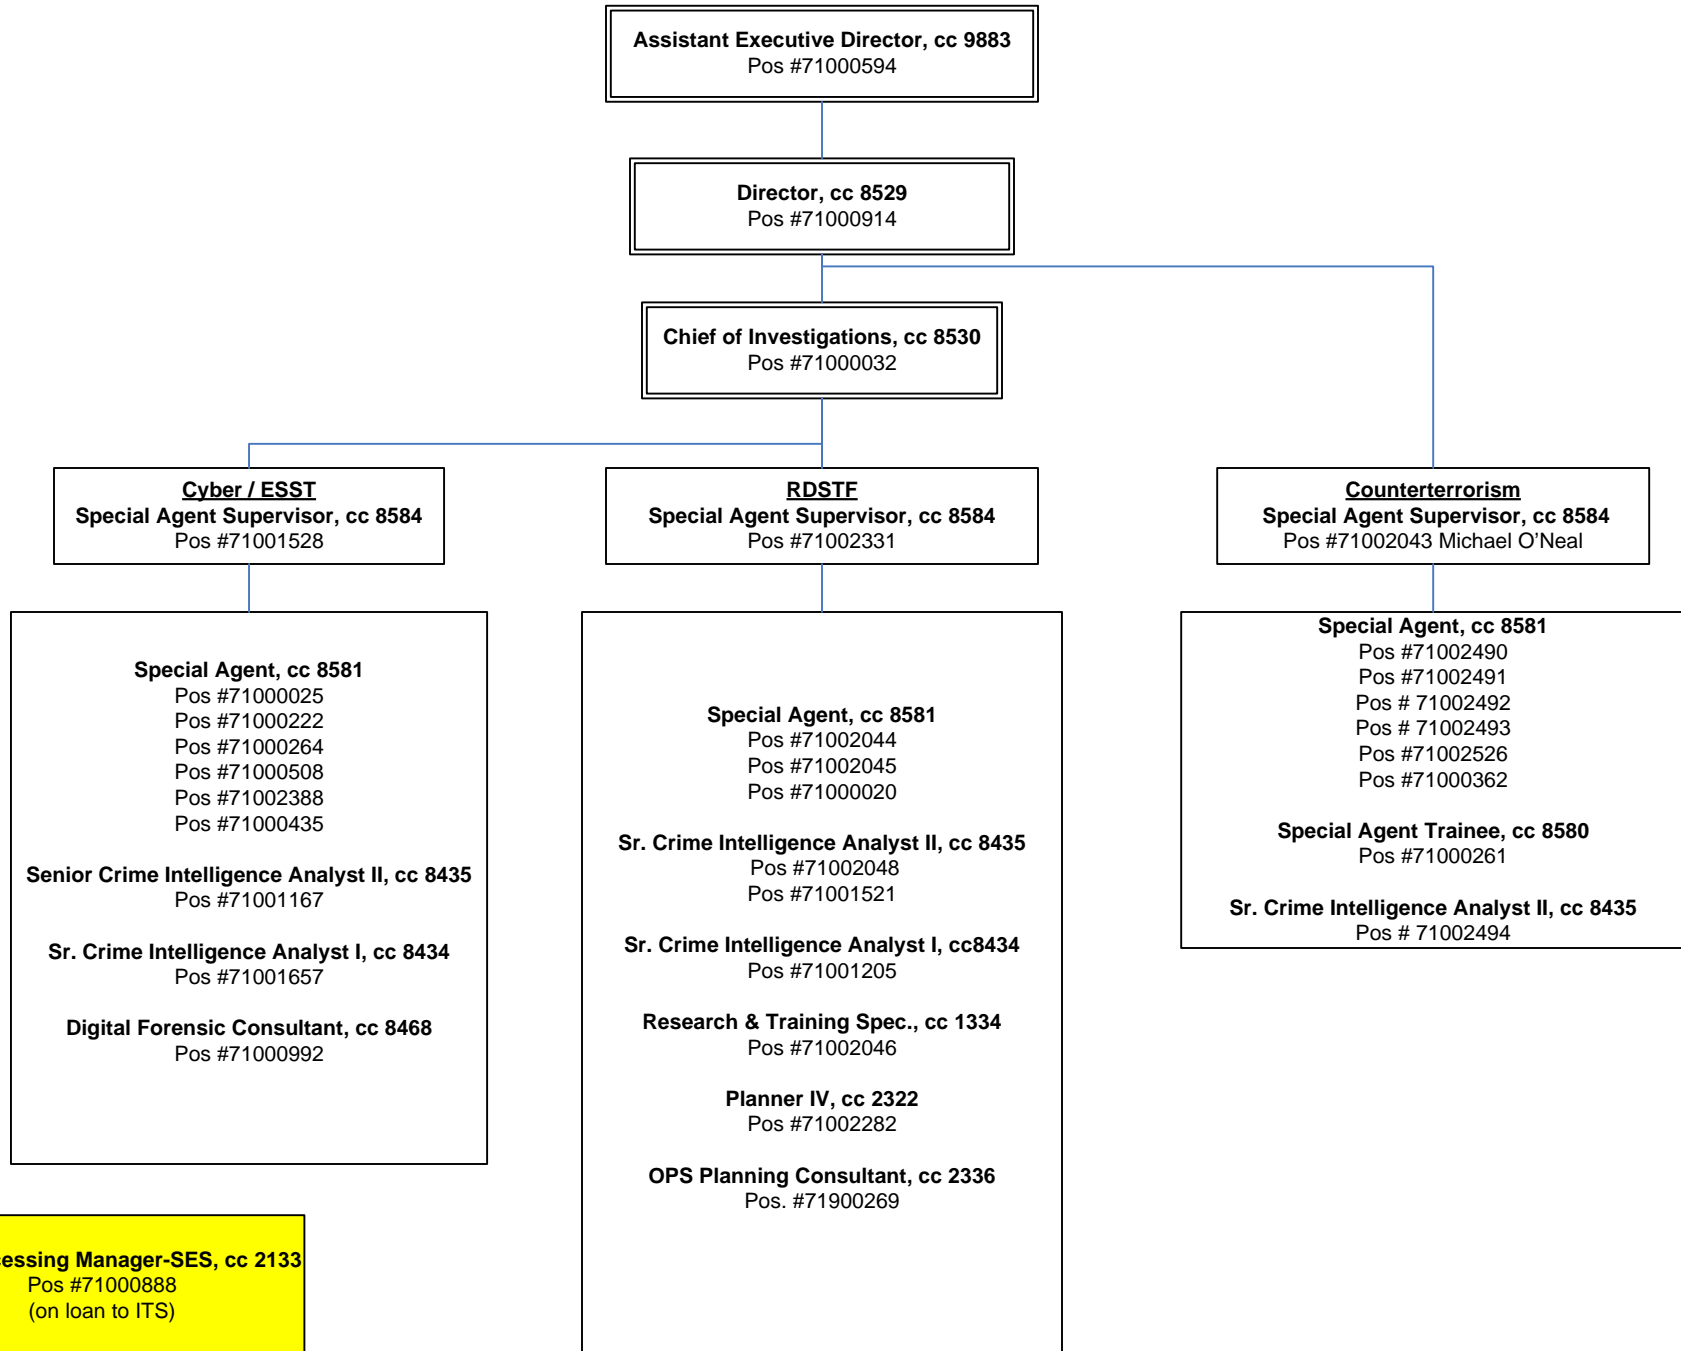 Assistant Executive Director, cc 9883
Pos #71000594
Director, cc 8529
Pos #71000914
Chief of Investigations, cc 8530
Pos #71000032
Cyber / ESST
Special Agent Supervisor, cc 8584
Pos #71001528
RDSTF
Special Agent Supervisor, cc 8584
Pos #71002331
Counterterrorism
Special Agent Supervisor, cc 8584
Pos #71002043 Michael O’Neal
Special Agent, cc 8581
Pos #71000025
Pos #71000222
Pos #71000264
Pos #71000508
Pos #71002388
Pos #71000435
Senior Crime Intelligence Analyst II, cc 8435
Pos #71001167
Sr. Crime Intelligence Analyst I, cc 8434
Pos #71001657
Digital Forensic Consultant, cc 8468
Pos #71000992
Special Agent, cc 8581
Pos #71002044
Pos #71002045
Pos #71000020
Sr. Crime Intelligence Analyst II, cc 8435
Pos #71002048
Pos #71001521
Sr. Crime Intelligence Analyst I, cc8434
Pos #71001205
Research & Training Spec., cc 1334
Pos #71002046
Planner IV, cc 2322
Pos #71002282
OPS Planning Consultant, cc 2336
Pos. #71900269
Special Agent, cc 8581
Pos #71002490
Pos #71002491
Pos # 71002492
Pos # 71002493
Pos #71002526
Pos #71000362
Special Agent Trainee, cc 8580
Pos #71000261
Sr. Crime Intelligence Analyst II, cc 8435
Pos # 71002494
Manager-SES, cc 2133
Pos #71000888
(on loan to ITS)